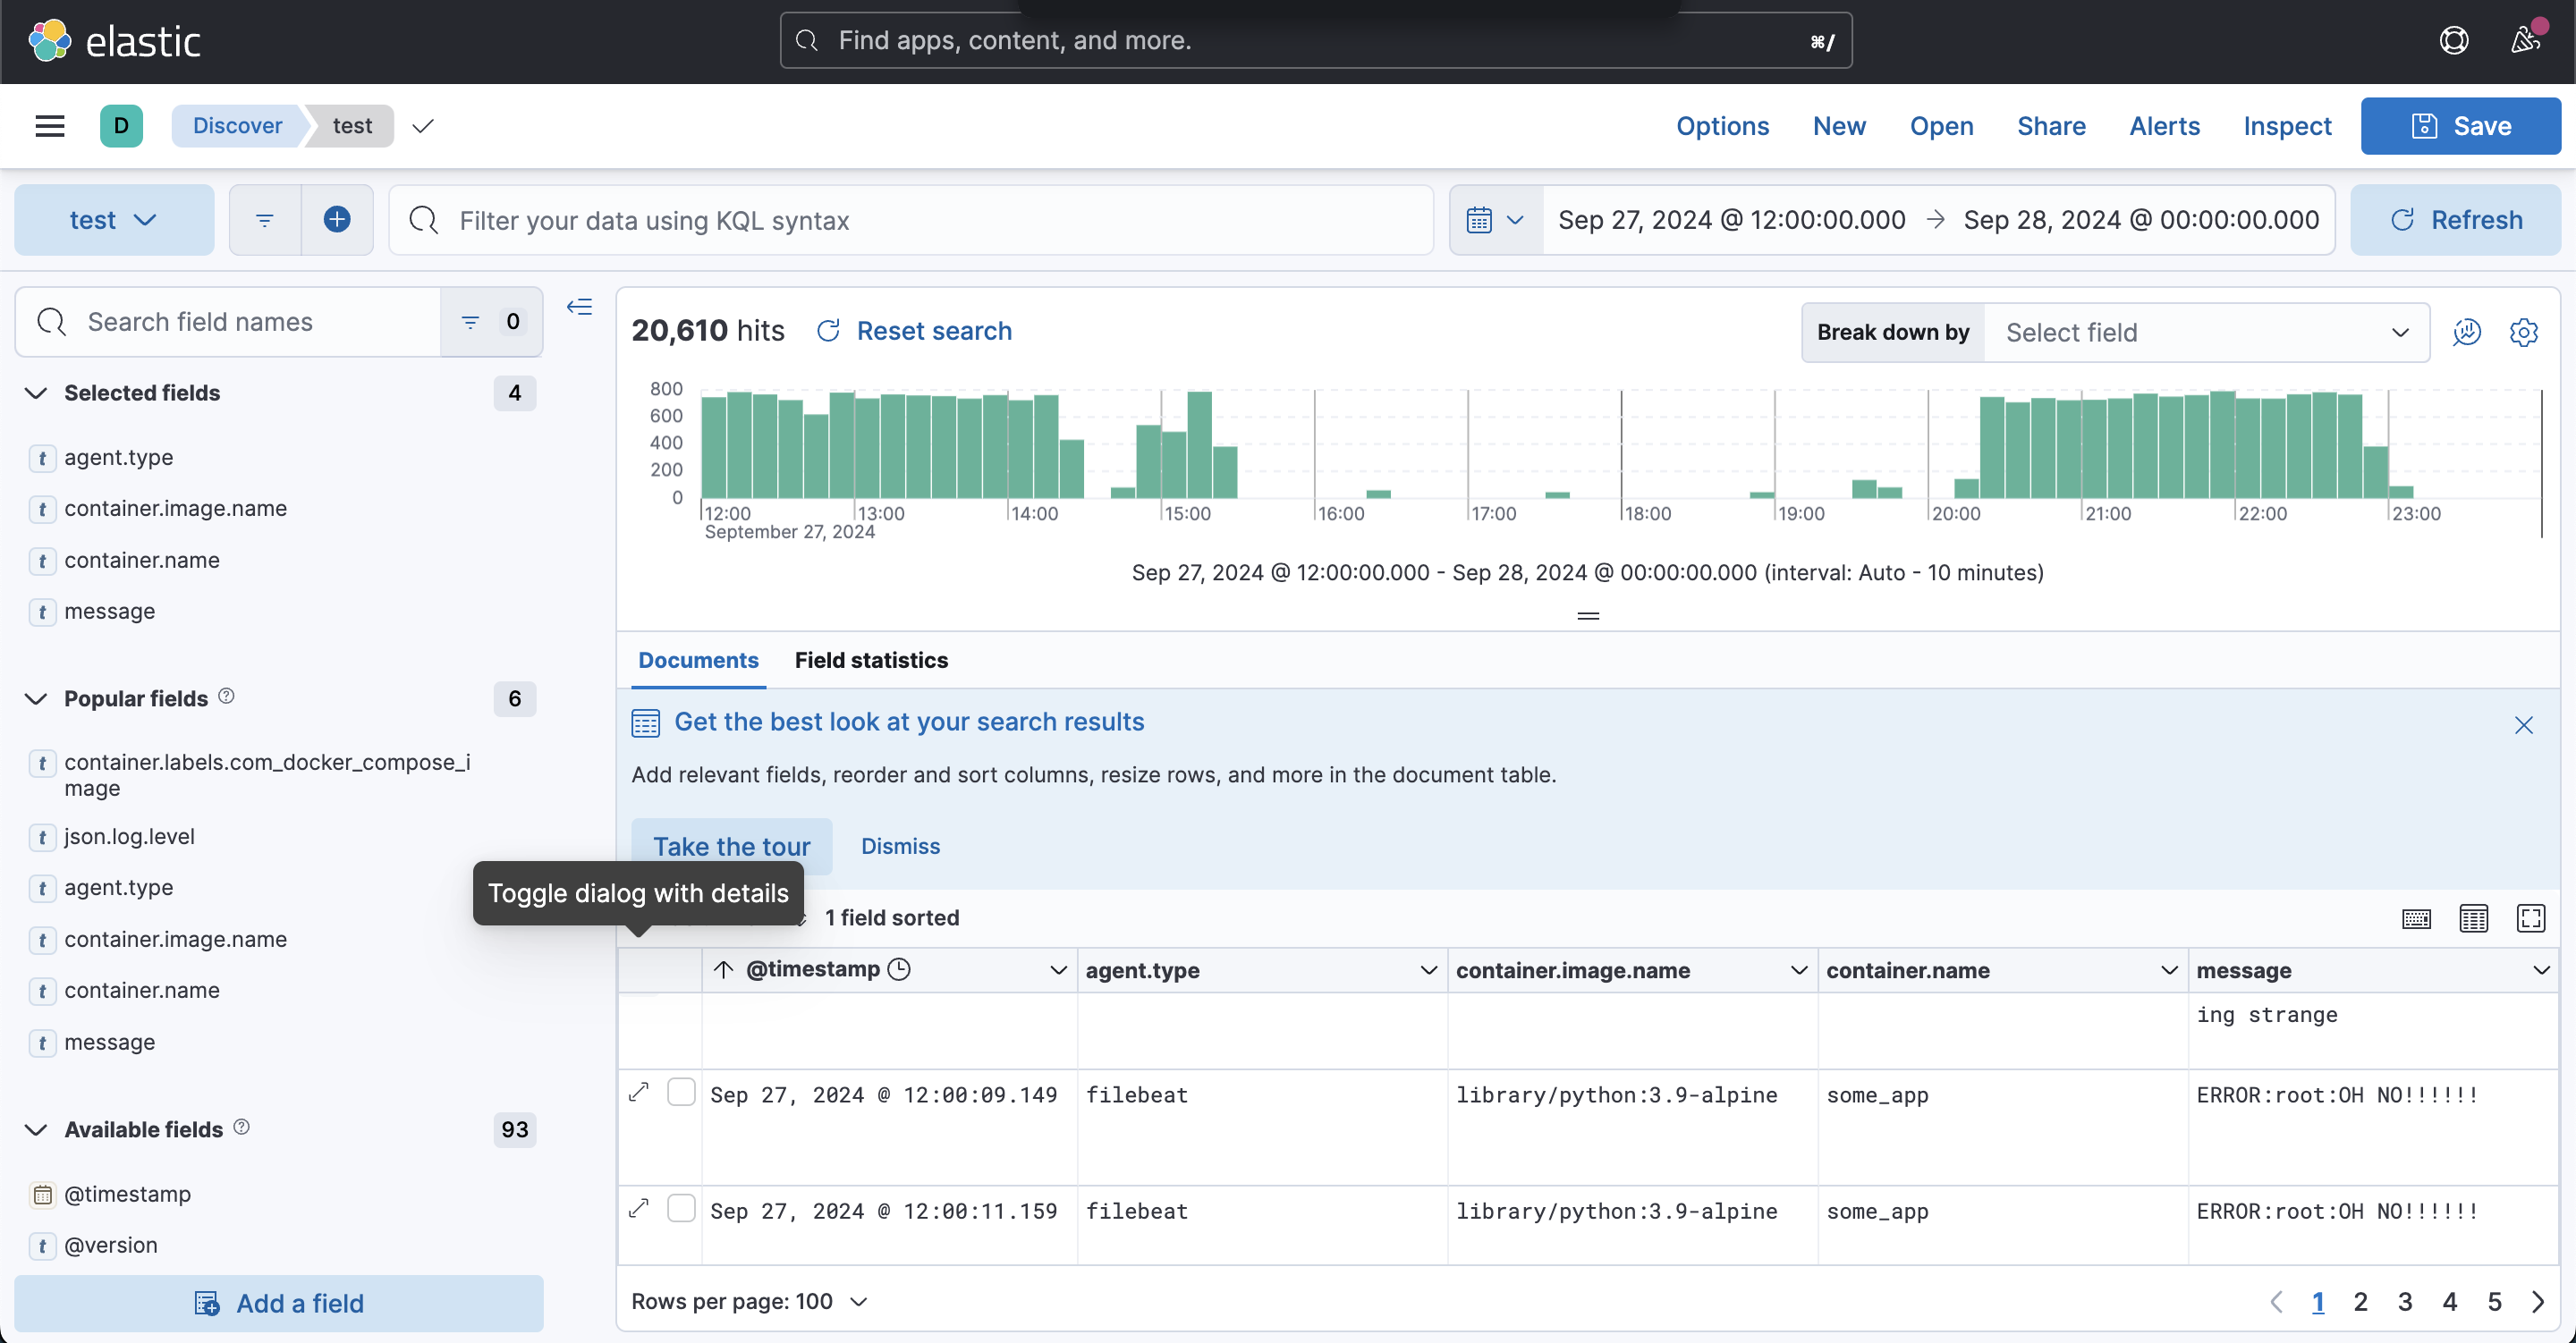 elastic
Find apps, content, and more.
⌘/
D
Discover
test
Options
New
Open
Share
Alerts
Inspect
Save
test
Filter your data using KQL syntax
Sep 27, 2024 @ 12:00:00.000 → Sep 28, 2024 @ 00:00:00.000
Refresh
Search field names
0
Selected fields
4
t agent.type
t container.image.name
t container.name
t message
Popular fields
6
t container.labels.com_docker_compose_i
mage
t json.log.level
t agent.type
t container.image.name
t container.name
t message
Available fields
93
@timestamp
t @version
Add a field
20,610 hits
Reset search
Break down by
Select field
800
600
400
200
0
12:00
13:00
14:00
15:00
16:00
17:00
18:00
19:00
20:00
21:00
22:00
23:00
September 27, 2024
Sep 27, 2024 @ 12:00:00.000 - Sep 28, 2024 @ 00:00:00.000 (interval: Auto - 10 minutes)
Documents
Field statistics
Get the best look at your search results
Add relevant fields, reorder and sort columns, resize rows, and more in the document table.
Take the tour
Dismiss
Toggle dialog with details
1 field sorted
@timestamp
agent.type
container.image.name
container.name
message
ing strange
Sep 27, 2024 @ 12:00:09.149
filebeat
library/python:3.9-alpine
some_app
ERROR:root:OH NO!!!!!!
Sep 27, 2024 @ 12:00:11.159
filebeat
library/python:3.9-alpine
some_app
ERROR:root:OH NO!!!!!!
Rows per page: 100
1 2 3 4 5